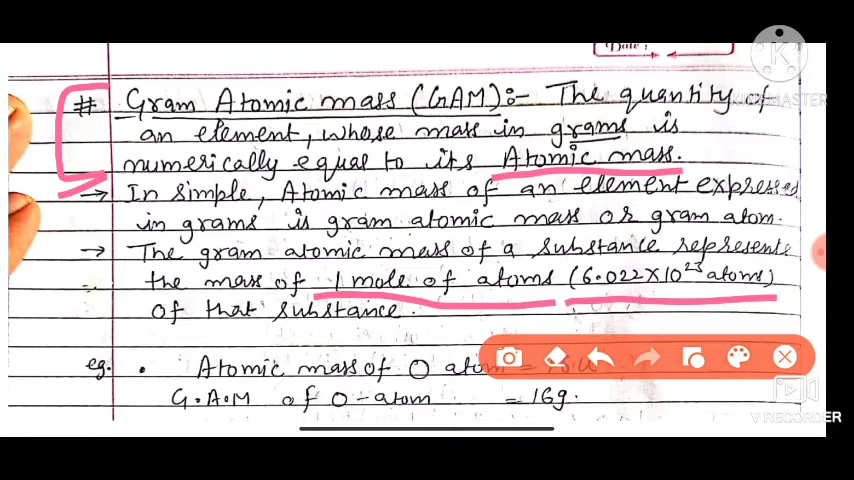 Date :
KINEMASTER
# Gram Atomic mass (GAM):- The quantity of
an element, whose mass in grams is
numerically equal to its Atomic mass.
→ In simple, Atomic mass of an element expressed
in grams is gram atomic mass or gram atom.
→ The gram atomic mass of a substance represents
the mass of 1 mole of atoms (6.022×10²³ atoms)
of that substance.
eg. • Atomic mass of O atom =
G.A.M of O-atom = 16g.
V RECORDER